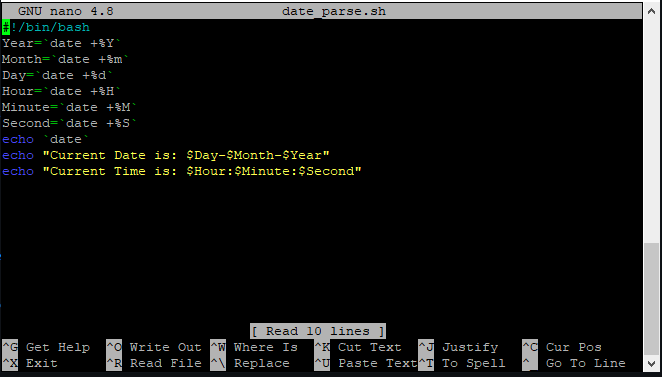 GNU nano 4.8 date_parse.sh
#!/bin/bash
Year=`date +%Y`
Month=`date +%m`
Day=`date +%d`
Hour=`date +%H`
Minute=`date +%M`
Second=`date +%S`
echo `date`
echo "Current Date is: $Day-$Month-$Year"
echo "Current Time is: $Hour:$Minute:$Second"
[ Read 10 lines ]
^G Get Help ^O Write Out ^W Where Is ^K Cut Text ^J Justify ^C Cur Pos
^X Exit ^R Read File ^\ Replace ^U Paste Text ^T To Spell ^_ Go To Line